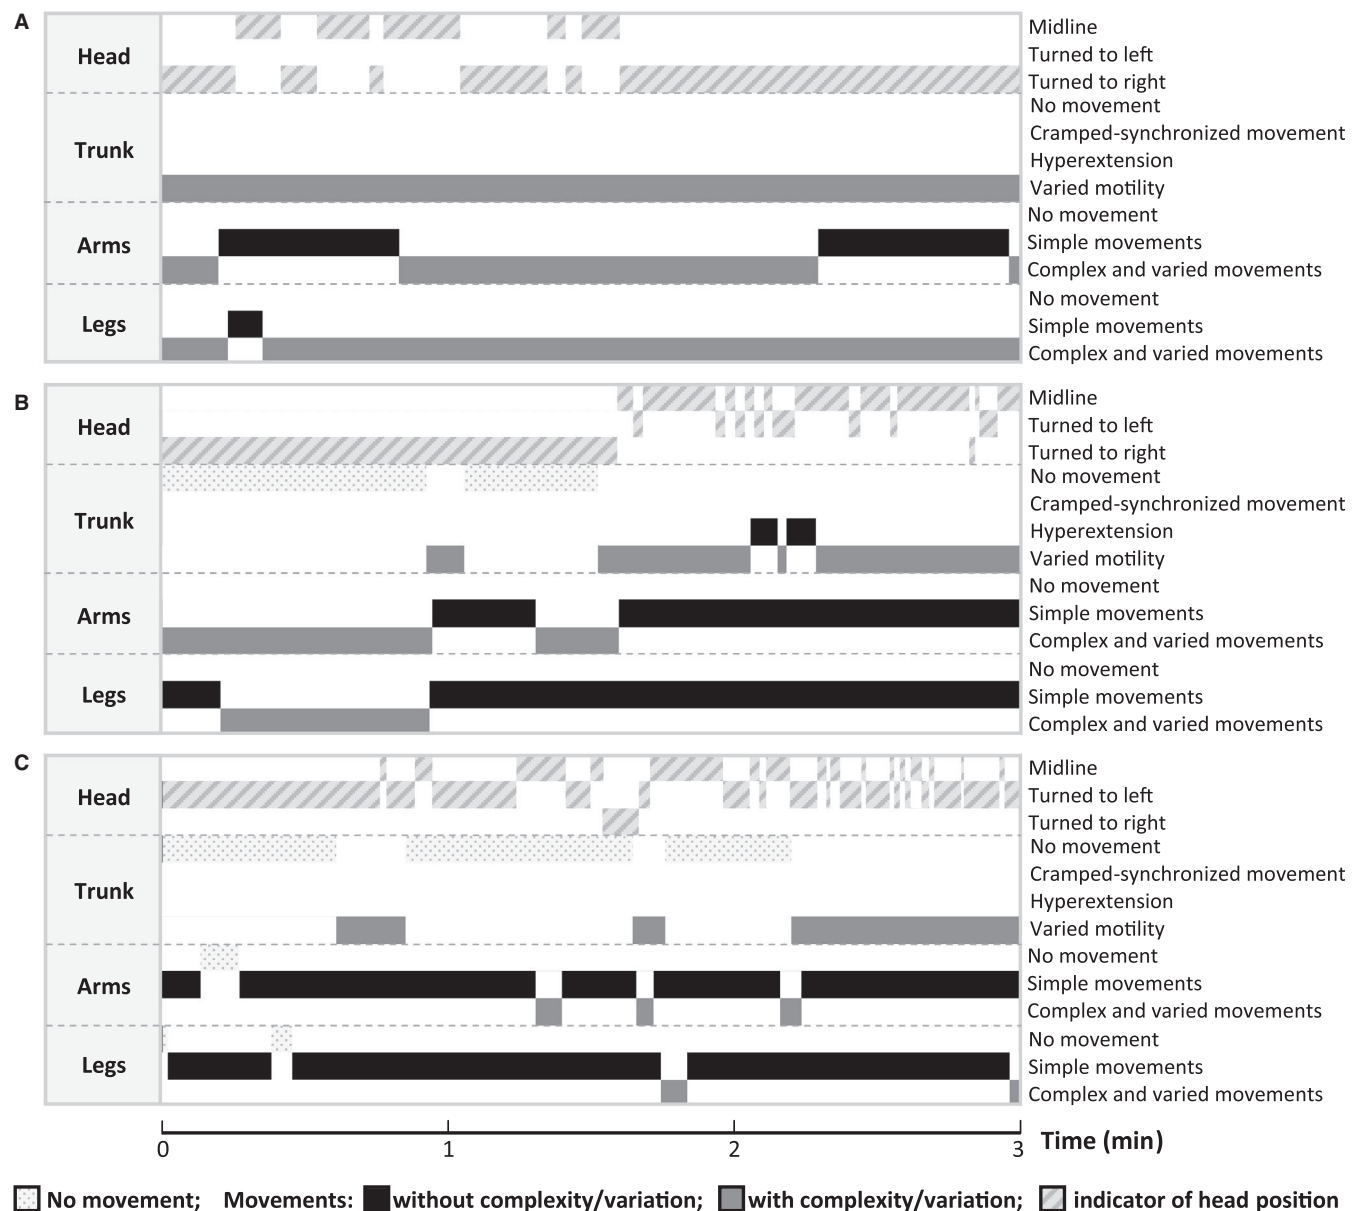 A
Head
Midline
Turned to left
Turned to right
Trunk
No movement
Cramped-synchronized movement
Hyperextension
Varied motility
Arms
No movement
Simple movements
Complex and varied movements
Legs
No movement
Simple movements
Complex and varied movements
B
Head
Midline
Turned to left
Turned to right
Trunk
No movement
Cramped-synchronized movement
Hyperextension
Varied motility
Arms
No movement
Simple movements
Complex and varied movements
Legs
No movement
Simple movements
Complex and varied movements
C
Head
Midline
Turned to left
Turned to right
Trunk
No movement
Cramped-synchronized movement
Hyperextension
Varied motility
Arms
No movement
Simple movements
Complex and varied movements
Legs
No movement
Simple movements
Complex and varied movements
0 1 2 3 Time (min)
No movement; Movements: without complexity/variation; with complexity/variation; indicator of head position